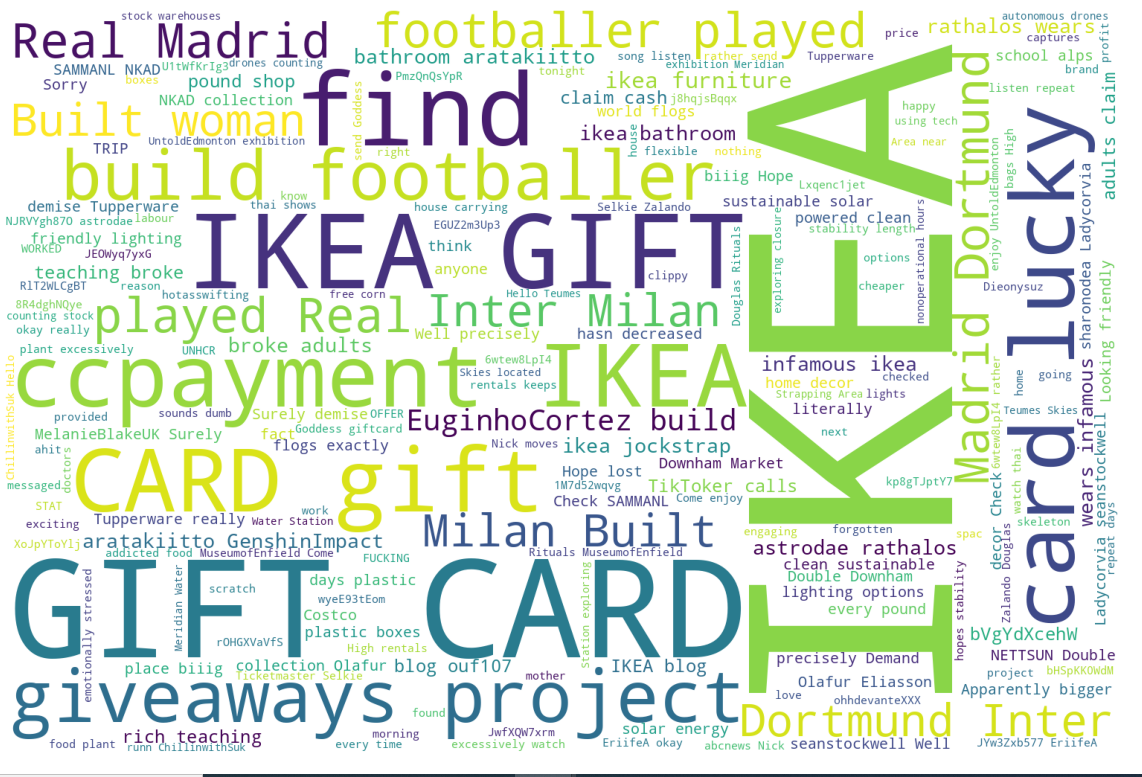 stock warehouses
Real Madrid
footballer played
price
rathalos wears
autonomous drones
captures
profit
SAMMANL NKAD
U1tWfKrIg3
drones counting
bathroom aratakiitto
song listen
rather send
exhibition Meridian
Tupperware
school alps
brand
Sorry
boxes
pound shop
PmzQnQsYpR
tonight
ikea furniture
listen repeat
NKAD collection
find
send Goddess
claim cash
j8hqjsBqqx
world flogs
happy
using tech
Area near
adults claim
Built woman
UntoldEdmonton exhibition
ikea bathroom
house
flexible
nothing
TRIP
right
bags High
build footballer
biiig Hope
Lxqenc1jet
IKEA
Madrid Dortmund
card lucky
know
sustainable solar
demise Tupperware
thai shows
house carrying
Selkie Zalando
powered clean
stability length
NJRVYgh87O astrodae
labour
IKEA GIFT
EGUZ2m3Up3
friendly lighting
WORKED
JEOWyq7yxG
think
Douglas Rituals
exploring closure
options
nonoperational hours
enjoy UntoldEdmonton
sharonodea Ladycorvia
teaching broke
anyone
clippy
RlT2WLCgBT
reason
hotasswifting
free corn
Hello Teumes
cheaper
Dieonysuz
8R4dghNQye
counting stock
okay really
played Real
Inter Milan
Well precisely
hasn decreased
Looking friendly
plant excessively
UNHCR
broke adults
ccpayment IKEA
6wtew8LpI4
Skies located
rentals keeps
infamous ikea
home decor
checked
Strapping Area
lights
home
going
6wtew8LpI4 rather
ChillinwithSuk Hello
provided
sounds dumb
Surely demise
OFFER
Goddess giftcard
EuginhoCortez build
literally
Teumes Skies
wears infamous
MelanieBlakeUK Surely
fact
flogs exactly
Nick moves
ikea jockstrap
next
ahit
doctors
CARD gift
Hope lost
Downham Market
messaged
1M7d52wqvg
TikToker calls
kp8gTJptY7
Check
watch thai
seanstockwell
STAT
Check SAMMANL
Come enjoy
exciting
Tupperware really
Water Station
work
Milan Built
engaging
forgotten
spac
skeleton
decor
repeat days
XoJpYToYlj
aratakiitto GenshinImpact
astrodae rathalos
addicted food
MuseumofEnfield Come
FUCKING
Rituals MuseumofEnfield
clean sustainable
Zalando Douglas
Ladycorvia
GIFT CARD
emotionally stressed
Meridian Water
scratch
days plastic
wyeE93tEom
Costco
station exploring
Double Downham
lighting options
every pound
hopes stability
plastic boxes
rOHGXVaVfS
High rentals
bVgYdXcehW
NETTSUN Double
place biiig
collection Olafur
blog ouf107
IKEA blog
precisely Demand
project
bHSpKKOWdM
Ticketmaster Selkie
mother
Olafur Eliasson
Apparently bigger
giveaways project
love
ohhdevanteXXX
found
solar energy
Dortmund Inter
rich teaching
morning
JwfXQW7xrm
EriifeA okay
food plant
runn ChillinwithSuk
every time
excessively watch
abcnews Nick
seanstockwell Well
JYw3Zxb577 EriifeA